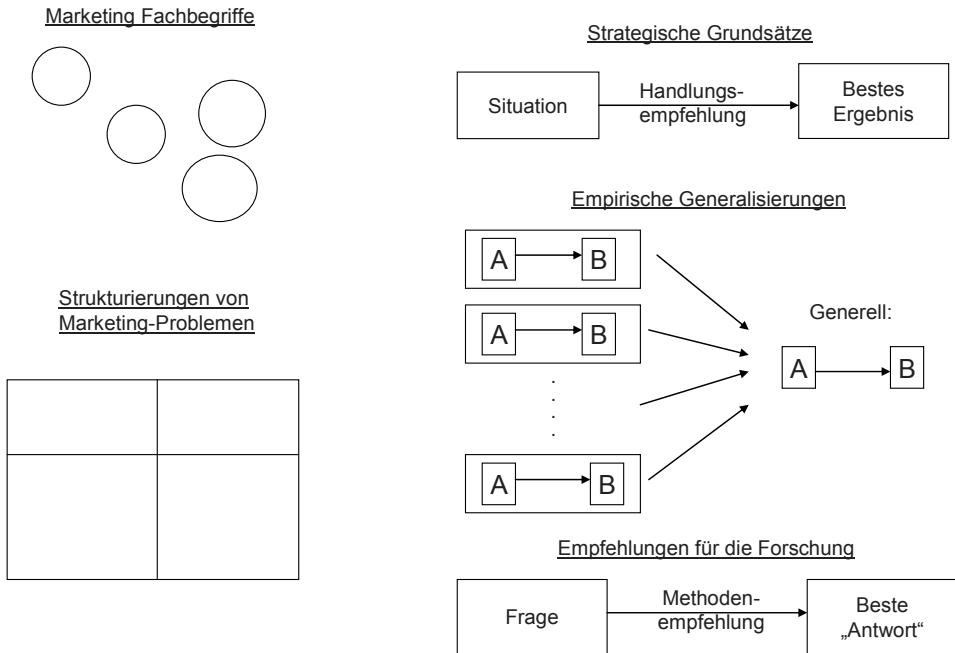 Marketing Fachbegriffe
Strukturierungen von
Marketing-Problemen
Strategische Grundsätze
Situation
Handlungs-
empfehlung
Bestes
Ergebnis
Empirische Generalisierungen
A B
A B
.
.
.
.
A B
Generell:
A B
Empfehlungen für die Forschung
Frage
Methoden-
empfehlung
Beste
„Antwort“